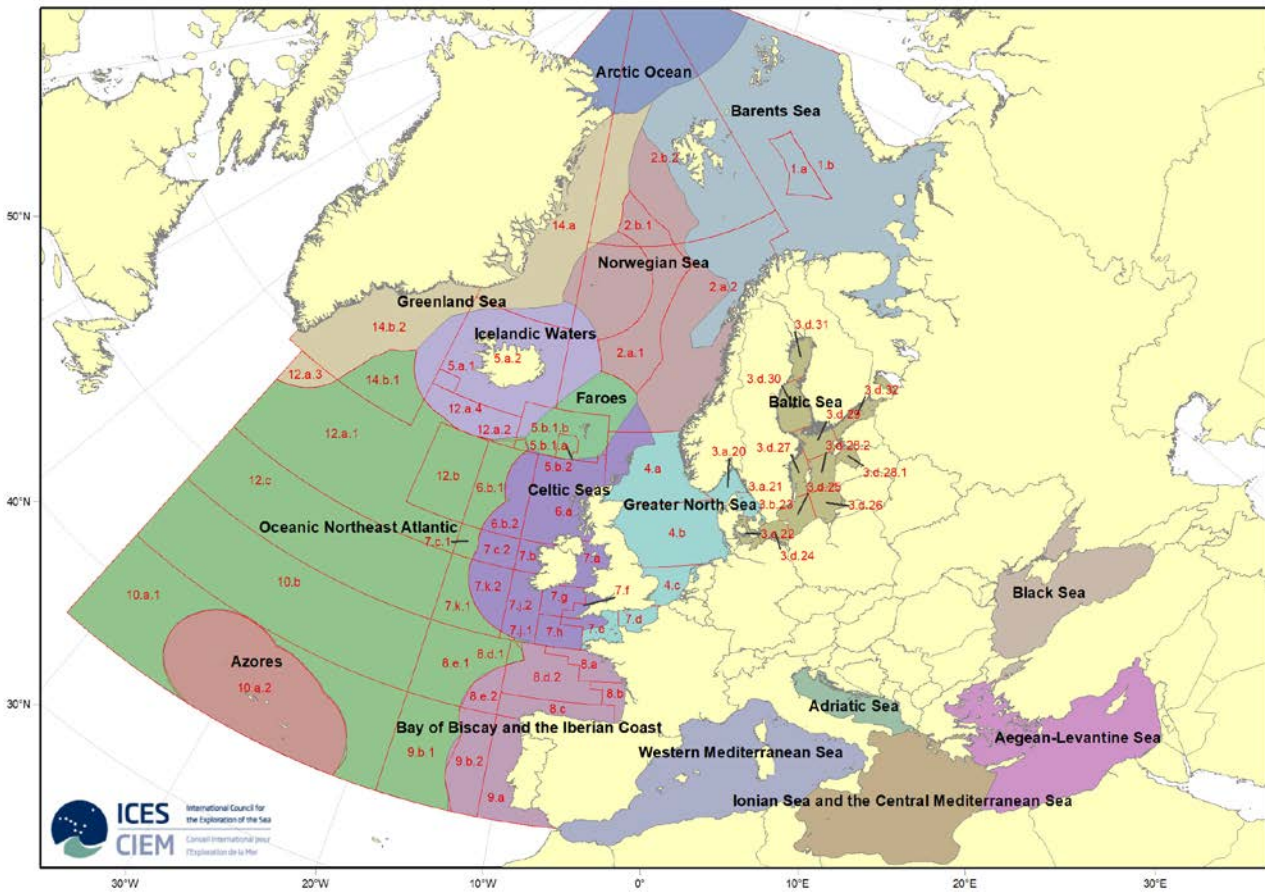 Arctic Ocean
Barents Sea
2.b.2
1.a
1.b
50°N
14.a
2.b.1
Norwegian Sea
2.a.2
Greenland Sea
14.b.2
Icelandic Waters
3.d.31
5.a.1
5.a.2
2.a.1
12.a.3
14.b.1
3.d.30
3.d.32
Faroes
Baltic Sea
12.a.4
3.d.29
12.a.2
5.b.1.b
12.a.1
5.b.1.a
3.d.27
3.d.28.2
3.a.20
5.b.2
4.a
3.d.28.1
12.c
12.b
6.b.1
Celtic Seas
3.a.21
3.d.25
40°N
6.a
Greater North Sea
3.b.23
3.d.26
6.b.2
Oceanic Northeast Atlantic
4.b
3.c.22
7.c.1
7.c.2
7.b
7.a
3.d.24
10.b
7.k.2
4.c
10.a.1
7.k.1
7.j.2
7.g
7.f
Black Sea
7.j.1
7.h
7.e
7.d
8.d.1
Azores
8.e.1
8.a
8.d.2
10.a.2
8.e.2
8.b
30°N
8.c
Adriatic Sea
Bay of Biscay and the Iberian Coast
Aegean-Levantine Sea
9.b.1
9.b.2
Western Mediterranean Sea
9.a
Ionian Sea and the Central Mediterranean Sea
ICES
International Council for
the Exploration of the Sea
CIEM
Conseil International pour
l'Exploration de la Mer
30°W
20°W
10°W
0°
10°E
20°E
30°E